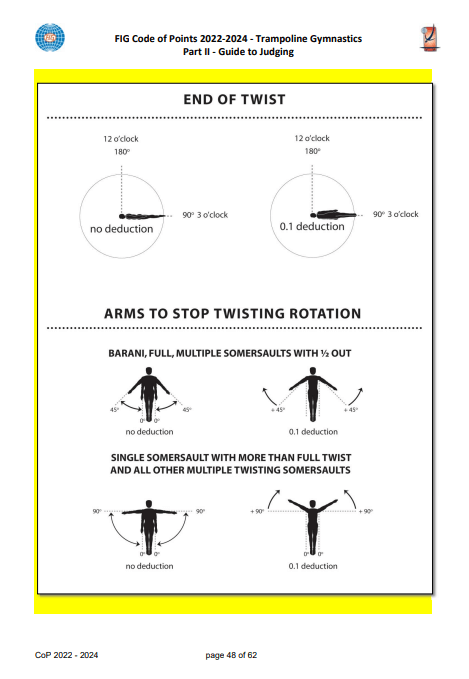 FIG Code of Points 2022-2024 - Trampoline Gymnastics
Part II - Guide to Judging
END OF TWIST
12 o'clock
180°
90° 3 o'clock
no deduction
12 o'clock
180°
90° 3 o'clock
0.1 deduction
ARMS TO STOP TWISTING ROTATION
BARANI, FULL, MULTIPLE SOMERSAULTS WITH ½ OUT
45° 0° 0° 45°
no deduction
+ 45° + 45°
0.1 deduction
SINGLE SOMERSAULT WITH MORE THAN FULL TWIST
AND ALL OTHER MULTIPLE TWISTING SOMERSAULTS
90° 90°
0° 0°
no deduction
+ 90° + 90°
0° 0°
0.1 deduction
CoP 2022 - 2024 page 48 of 62